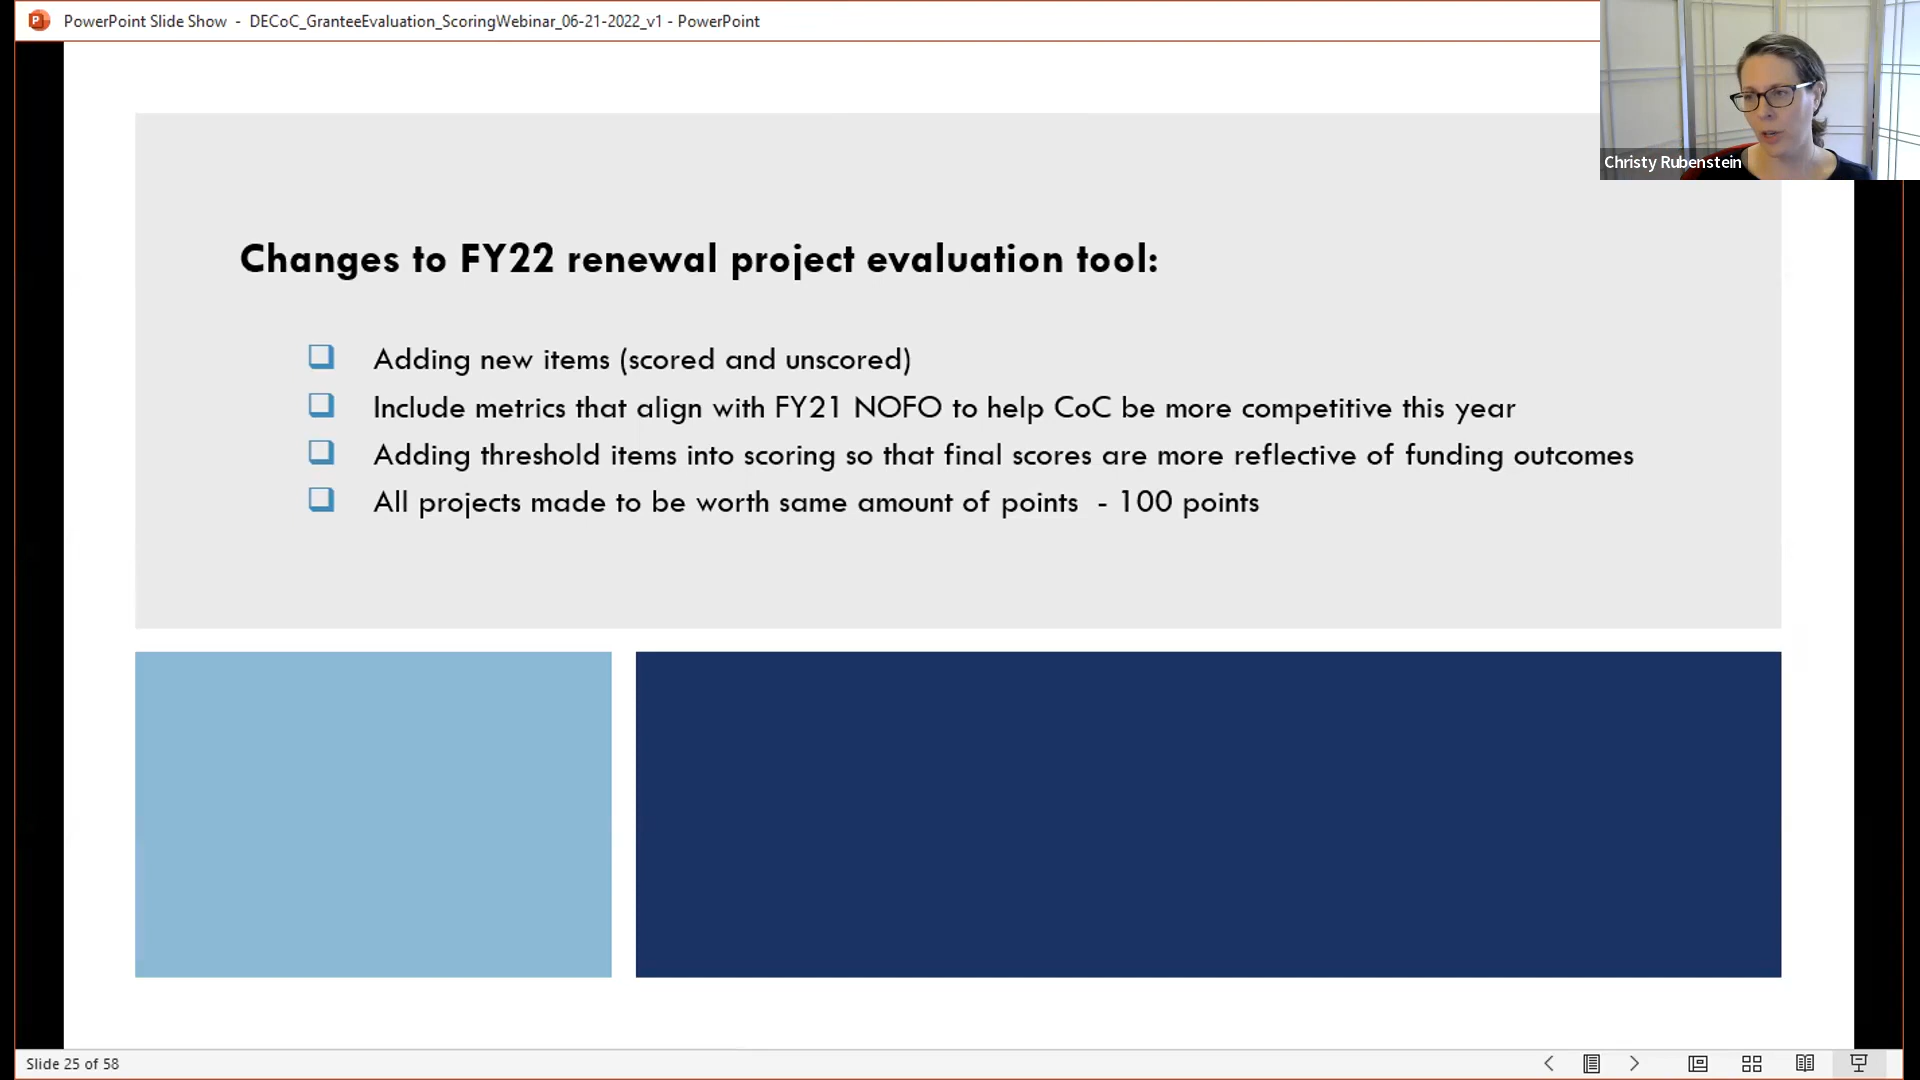 PowerPoint Slide Show - DECoC_GranteeEvaluation_ScoringWebinar_06-21-2022_v1 - PowerPoint
Christy Rubenstein
Changes to FY22 renewal project evaluation tool:
Adding new items (scored and unscored)
Include metrics that align with FY21 NOFO to help CoC be more competitive this year
Adding threshold items into scoring so that final scores are more reflective of funding outcomes
All projects made to be worth same amount of points - 100 points
Slide 25 of 58